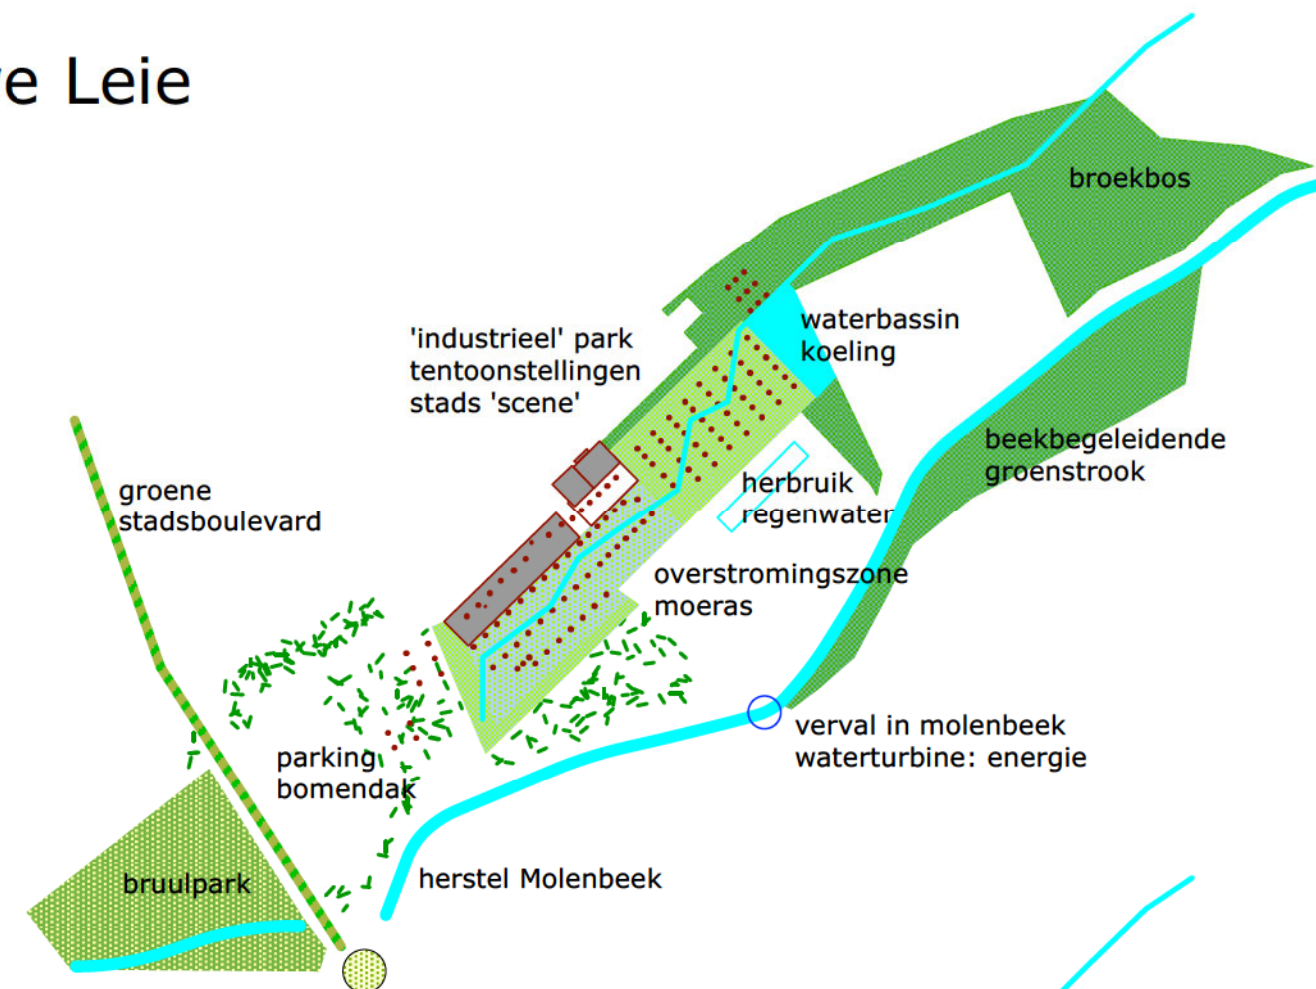 e Leie
broekbos
waterbassin
koeling
'industrieel' park
tentoonstellingen
stads 'scene'
beekbegeleidende
groenstrook
groene
stadsboulevard
herbruik
regenwater
overstromingszone
moeras
verval in molenbeek
waterturbine: energie
parking
bomendak
bruulpark
herstel Molenbeek